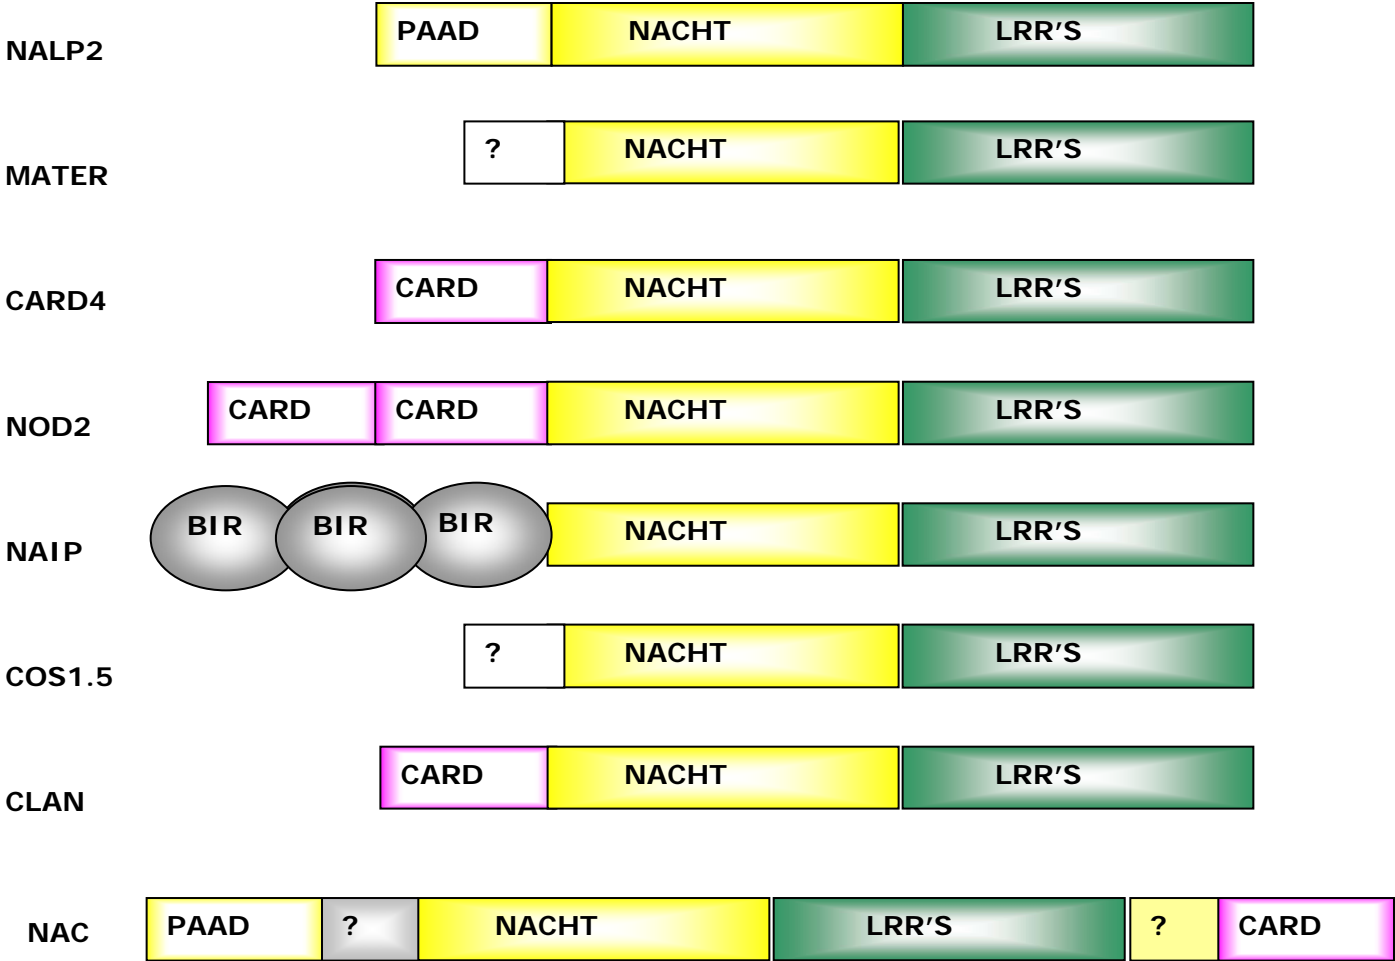 NALP2 PAAD NACHT LRR'S
MATER ? NACHT LRR'S
CARD4 CARD NACHT LRR'S
NOD2 CARD CARD NACHT LRR'S
NAIP BIR BIR BIR NACHT LRR'S
COS1.5 ? NACHT LRR'S
CLAN CARD NACHT LRR'S
NAC PAAD ? NACHT LRR'S ? CARD